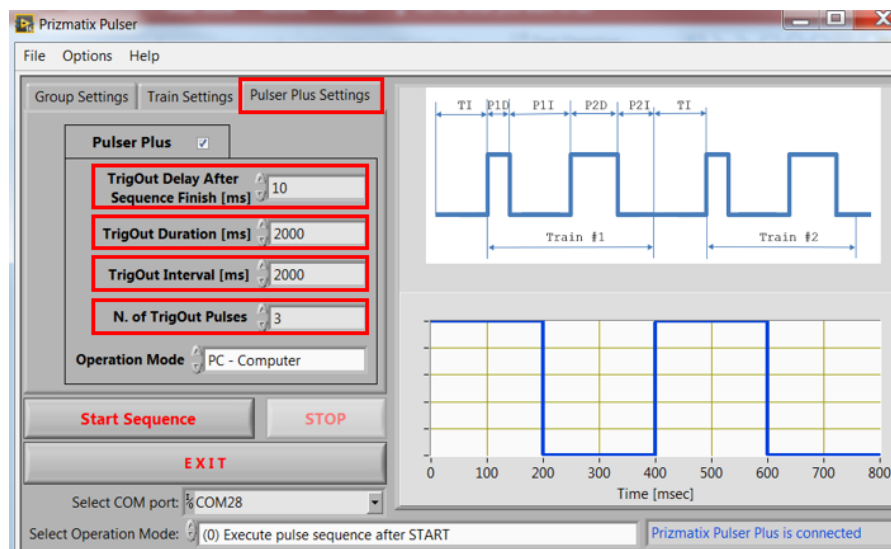 Prizmatix Pulser
File Options Help
Group Settings Train Settings Pulser Plus Settings
Pulser Plus
TrigOut Delay After
Sequence Finish [ms] 10
TrigOut Duration [ms] 2000
TrigOut Interval [ms] 2000
N. of TrigOut Pulses 3
Operation Mode PC - Computer
Start Sequence STOP
EXIT
Select COM port: COM28
Select Operation Mode: (0) Execute pulse sequence after START
TI P1D P1I P2D P2I TI
Train #1 Train #2
0 100 200 300 400 500 600 700 800
Time [msec]
Prizmatix Pulser Plus is connected